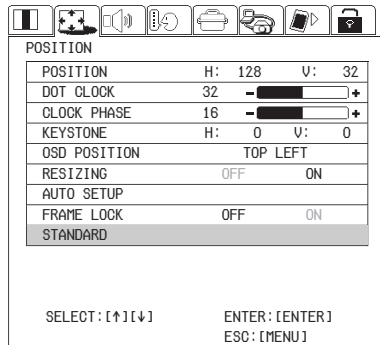 POSITION
POSITION H: 128 V: 32
DOT CLOCK 32 - +
CLOCK PHASE 16 - +
KEYSTONE H: 0 V: 0
OSD POSITION TOP LEFT
RESIZING OFF ON
AUTO SETUP
FRAME LOCK OFF ON
STANDARD
SELECT:[↑][↓] ENTER:[ENTER]
ESC:[MENU]